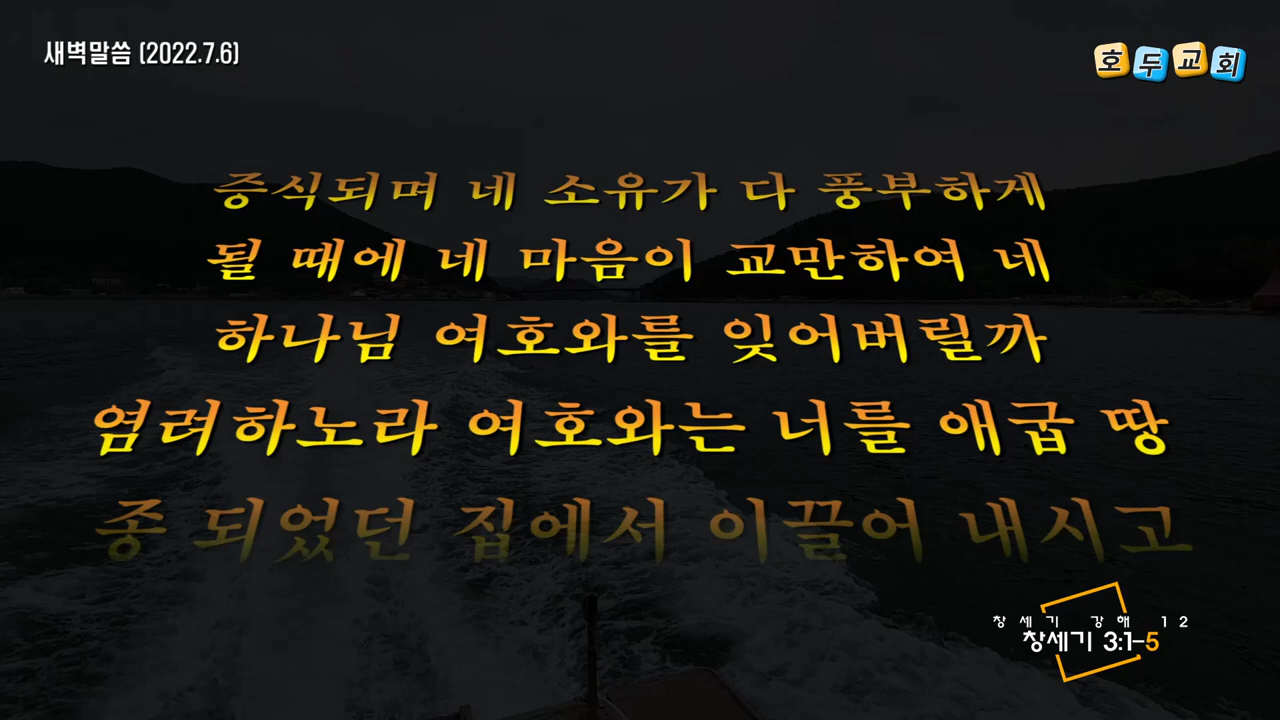 새벽말씀 (2022.7.6)
호두교회
증식되며 네 소유가 다 풍부하게
될 때에 네 마음이 교만하여 네
하나님 여호와를 잊어버릴까
염려하노라 여호와는 너를 애굽 땅
종 되었던 집에서 이끌어 내시고
창세기 강해 12
창세기 3:1-5